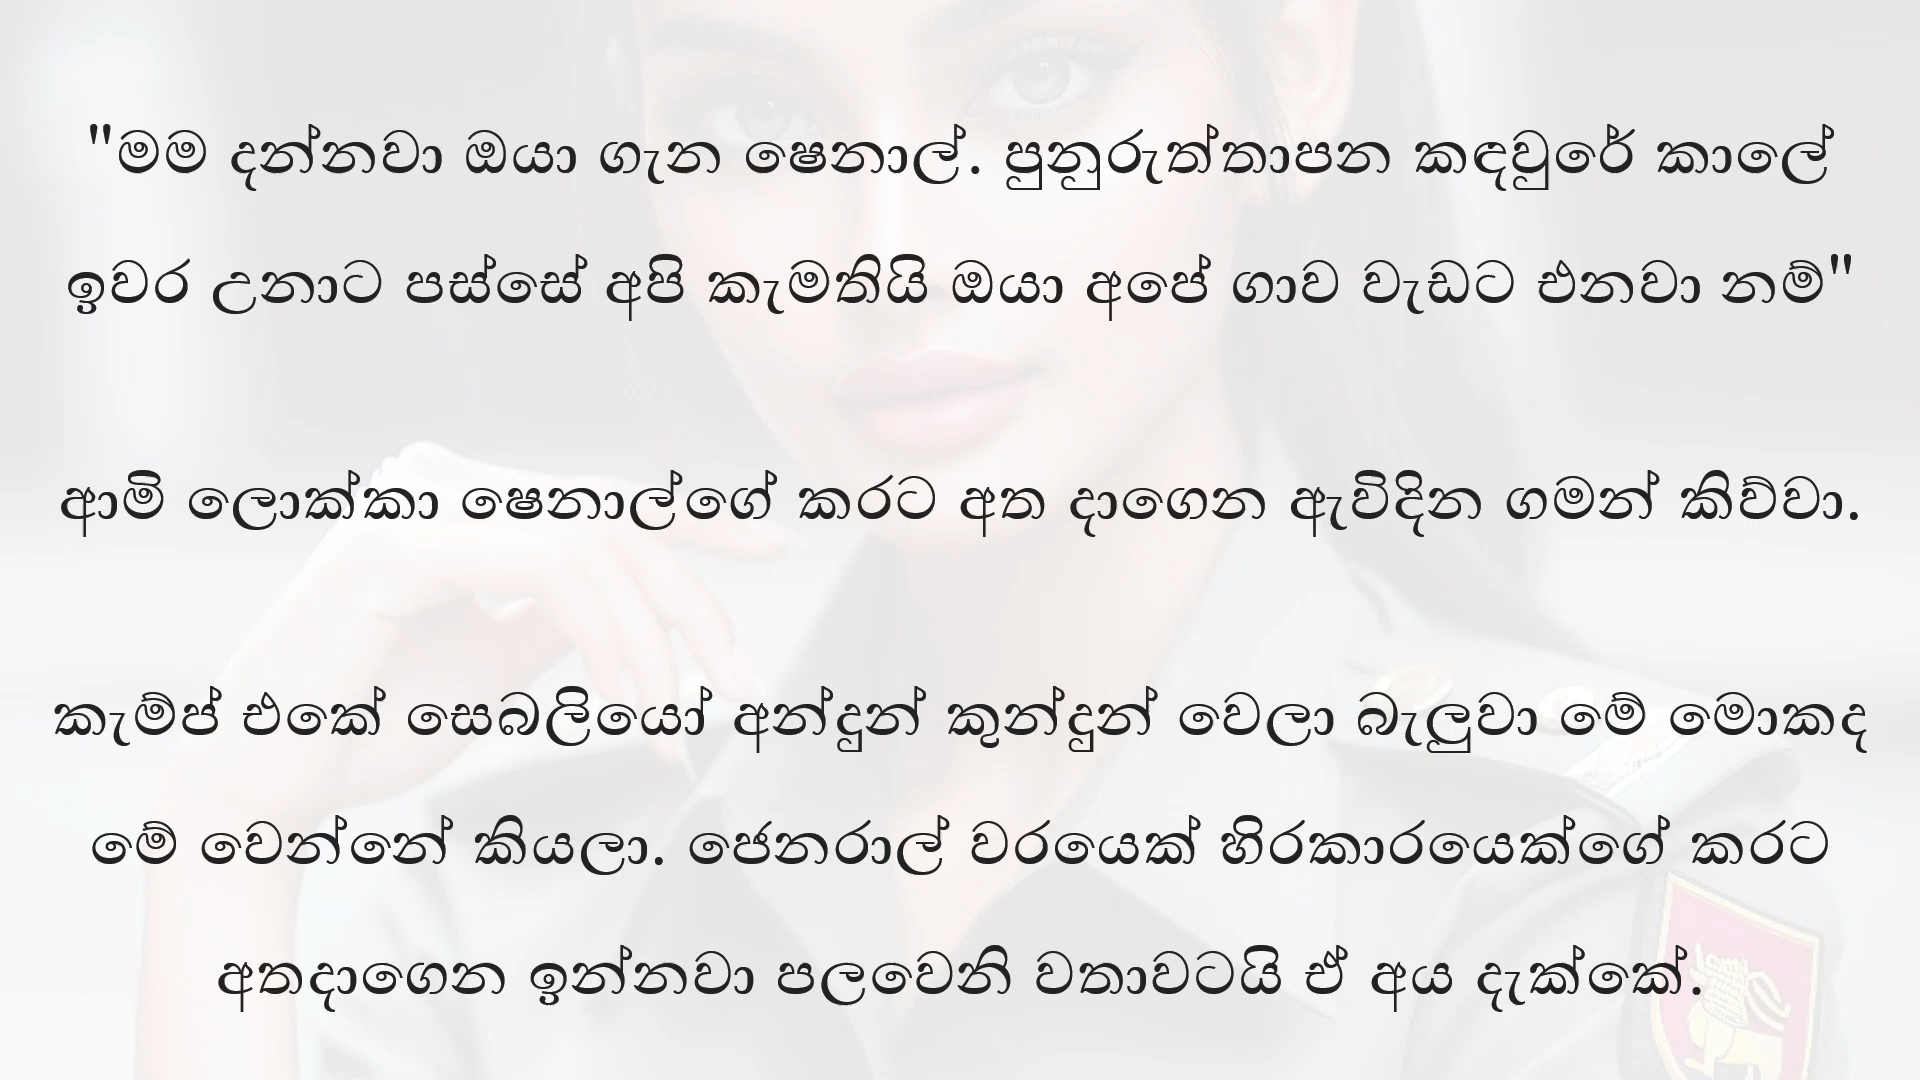 "මම දන්නවා ඔයා ගැන ෂෙනාල්. පුනුරුත්තාපන කඳවුරේ කාලේ
ඉවර උනාට පස්සේ අපි කැමතියි ඔයා අපේ ගාව වැඩට එනවා නම්"
ආමි ලොක්කා ෂෙනාල්ගේ කරට අත දාගෙන ඇවිදින ගමන් කිව්වා.
කැම්ප් එකේ සෙබලියෝ අන්දුන් කුන්දුන් වෙලා බැලුවා මේ මොකද
මේ වෙන්නේ කියලා. ජෙනරාල් වරයෙක් හිරකාරයෙක්ගේ කරට
අතදාගෙන ඉන්නවා පලවෙනි වතාවටයි ඒ අය දැක්කේ.